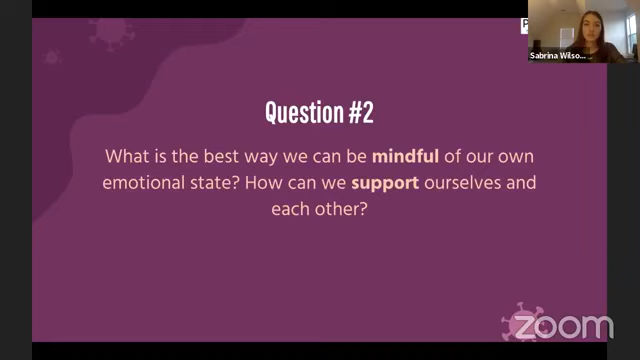 Sabrina Wilso...
Question #2
What is the best way we can be mindful of our own
emotional state? How can we support ourselves and
each other?
zoom